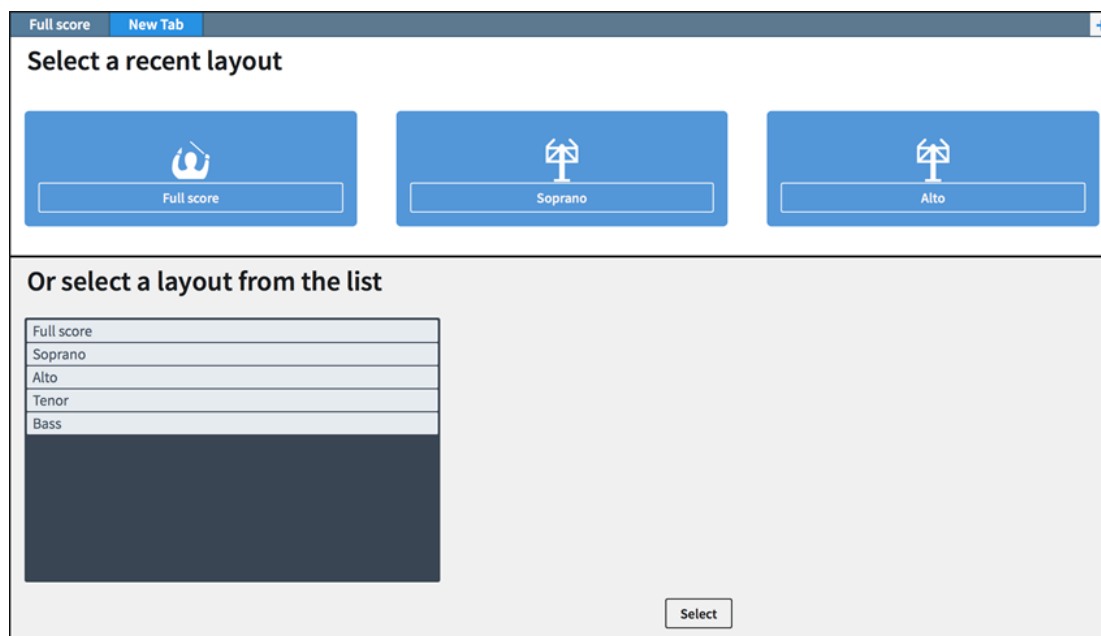 Full score New Tab +
Select a recent layout
Full score Soprano Alto
Or select a layout from the list
Full score
Soprano
Alto
Tenor
Bass
Select